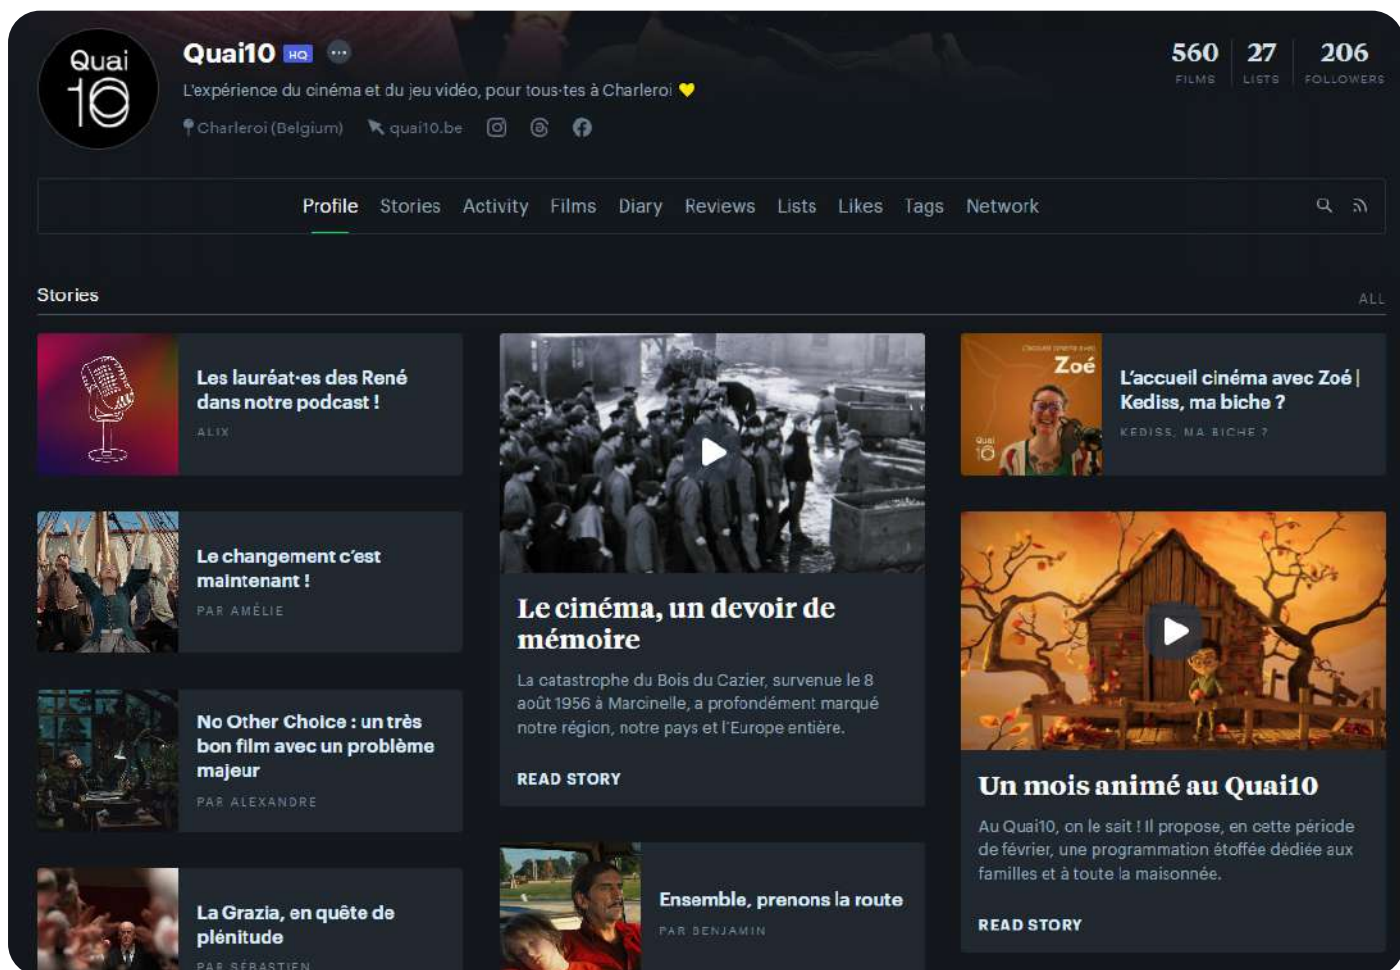 Quai
10
Quai10 HQ
L'expérience du cinéma et du jeu vidéo, pour tous·tes à Charleroi 💛
Charleroi (Belgium) quai10.be
560 FILMS
27 LISTS
206 FOLLOWERS
Profile Stories Activity Films Diary Reviews Lists Likes Tags Network
Stories
ALL
Les lauréat·es des René
dans notre podcast !
ALIX
Le changement c'est
maintenant !
PAR AMÉLIE
No Other Choice : un très
bon film avec un problème
majeur
PAR ALEXANDRE
La Grazia, en quête de
plénitude
PAR SÉBASTIEN
Le cinéma, un devoir de
mémoire
La catastrophe du Bois du Cazier, survenue le 8
août 1956 à Marcinelle, a profondément marqué
notre région, notre pays et l'Europe entière.
READ STORY
Ensemble, prenons la route
PAR BENJAMIN
L'accueil cinéma avec
Zoé
Quai
10
L'accueil cinéma avec Zoé |
Kediss, ma biche ?
KEDISS, MA BICHE ?
Un mois animé au Quai10
Au Quai10, on le sait ! Il propose, en cette période
de février, une programmation étoffée dédiée aux
familles et à toute la maisonnée.
READ STORY